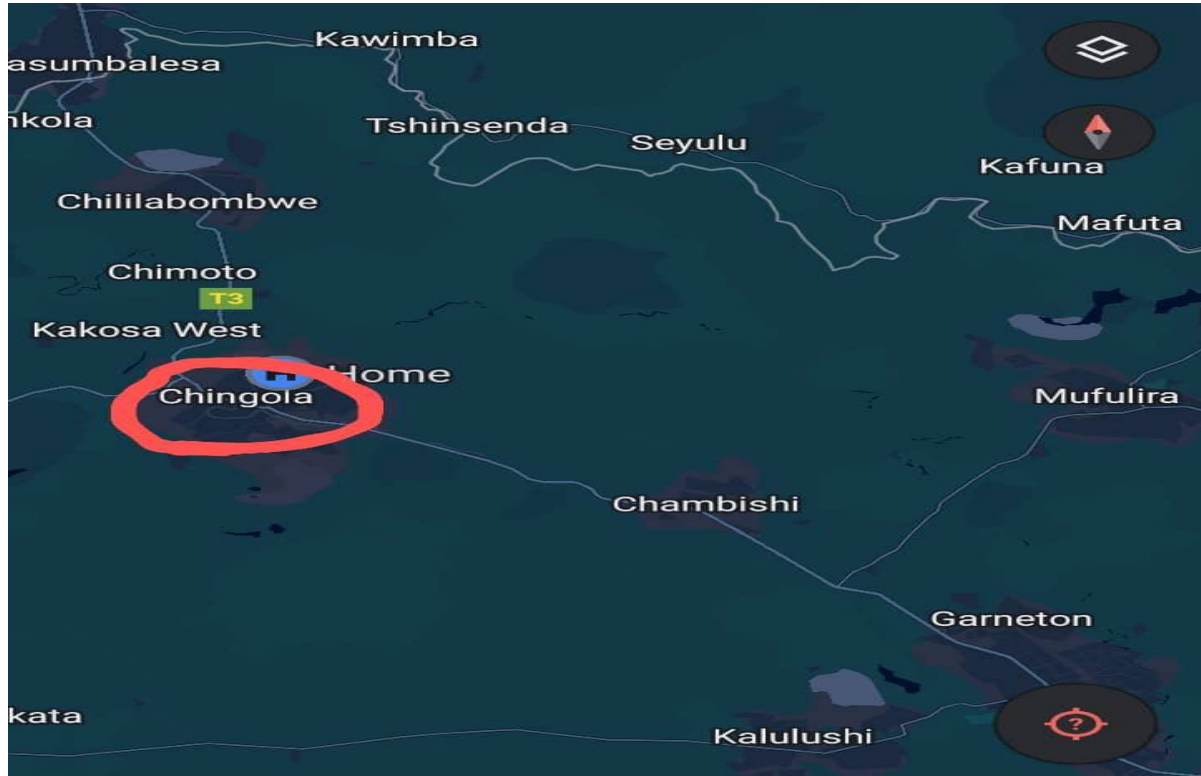 Kawimba
asumbalesa
nkola
Tshinsenda
Seyulu
Kafuna
Chililabombwe
Mafuta
Chimoto
T3
Kakosa West
H Home
Chingola
Mufulira
Chambishi
Garneton
kata
Kalulushi
?